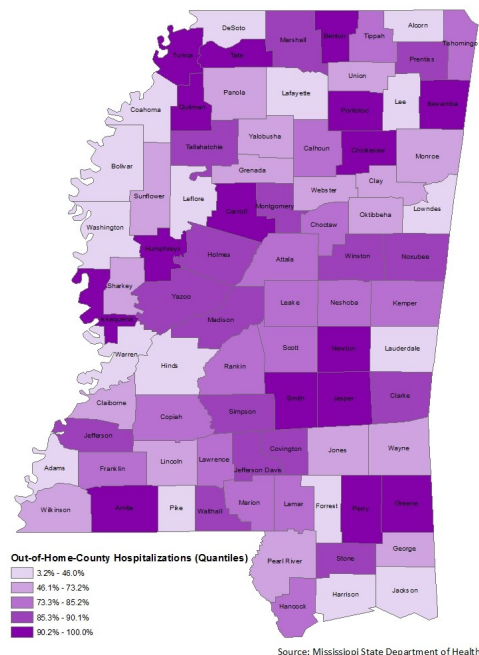 DeSoto
Alcorn
Benton
Marshall
Tippah
Tishomingo
Tunica
Tate
Prentiss
Union
Panola
Lafayette
Lee
Itawamba
Quitman
Coahoma
Pontotoc
Yalobusha
Tallahatchie
Calhoun
Chickasaw
Monroe
Bolivar
Grenada
Clay
Webster
Sunflower
Leflore
Carroll
Montgomery
Oktibbeha
Lowndes
Washington
Choctaw
Humphreys
Holmes
Attala
Winston
Noxubee
Sharkey
Yazoo
Leake
Neshoba
Kemper
Issaquena
Madison
Scott
Newton
Lauderdale
Warren
Hinds
Rankin
Smith
Jasper
Clarke
Claiborne
Copiah
Simpson
Jefferson
Covington
Jones
Wayne
Lawrence
Lincoln
Adams
Franklin
Jefferson Dave
Marion
Lamar
Forrest
Wilkinson
Amite
Pike
Walthall
Perry
Greene
George
Pearl River
Stone
Jackson
Harrison
Hancock
Out-of-Home-County Hospitalizations (Quantiles)
3.2% - 46.0%
46.1% - 73.2%
73.3% - 85.2%
85.3% - 90.1%
90.2% - 100.0%
Source: Mississippi State Department of Health